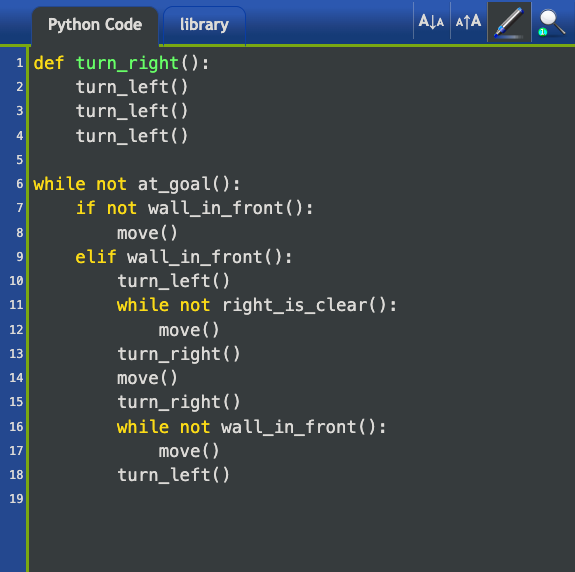 Python Code library A↓A A↑A
1 def turn_right():
2     turn_left()
3     turn_left()
4     turn_left()
5
6 while not at_goal():
7     if not wall_in_front():
8         move()
9     elif wall_in_front():
10         turn_left()
11         while not right_is_clear():
12             move()
13         turn_right()
14         move()
15         turn_right()
16         while not wall_in_front():
17             move()
18         turn_left()
19